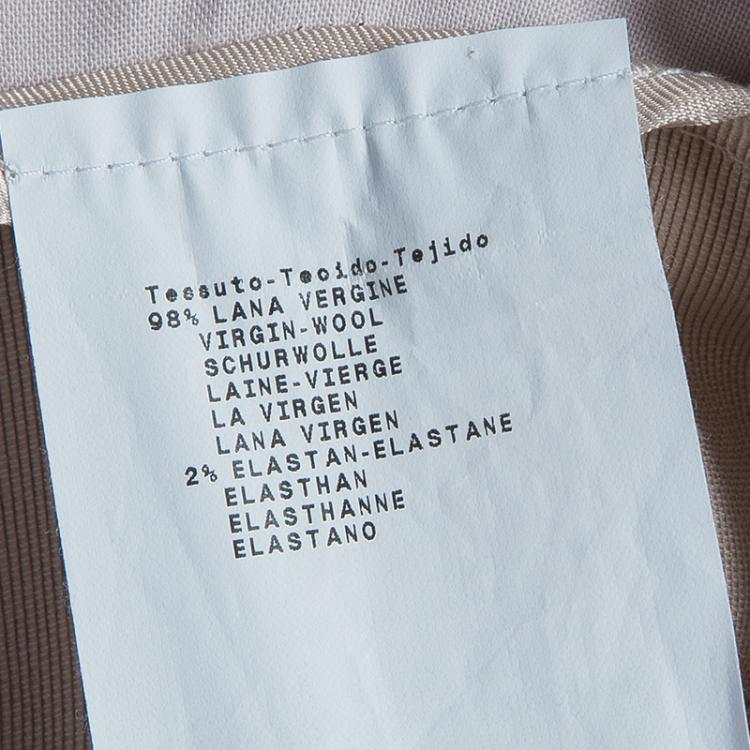 Tessuto-Tecido-Tejido
98% LANA VERGINE
VIRGIN-WOOL
SCHURWOLLE
LAINE-VIERGE
LA VIRGEN
LANA VIRGEN
2% ELASTAN-ELASTANE
ELASTHAN
ELASTHANNE
ELASTANO